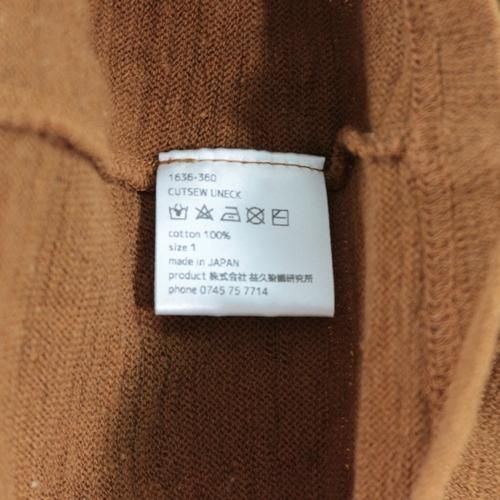 1636-360
CUTSEW UNECK
cotton 100%
size 1
made in JAPAN
product 株式会社 益久染織研究所
phone 0745 75 7714